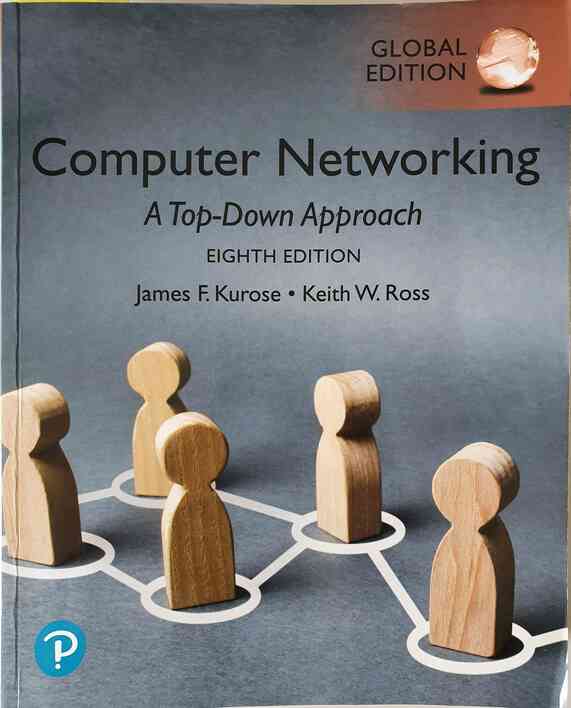 GLOBAL
EDITION
Computer Networking
A Top-Down Approach
EIGHTH EDITION
James F. Kurose • Keith W. Ross
P